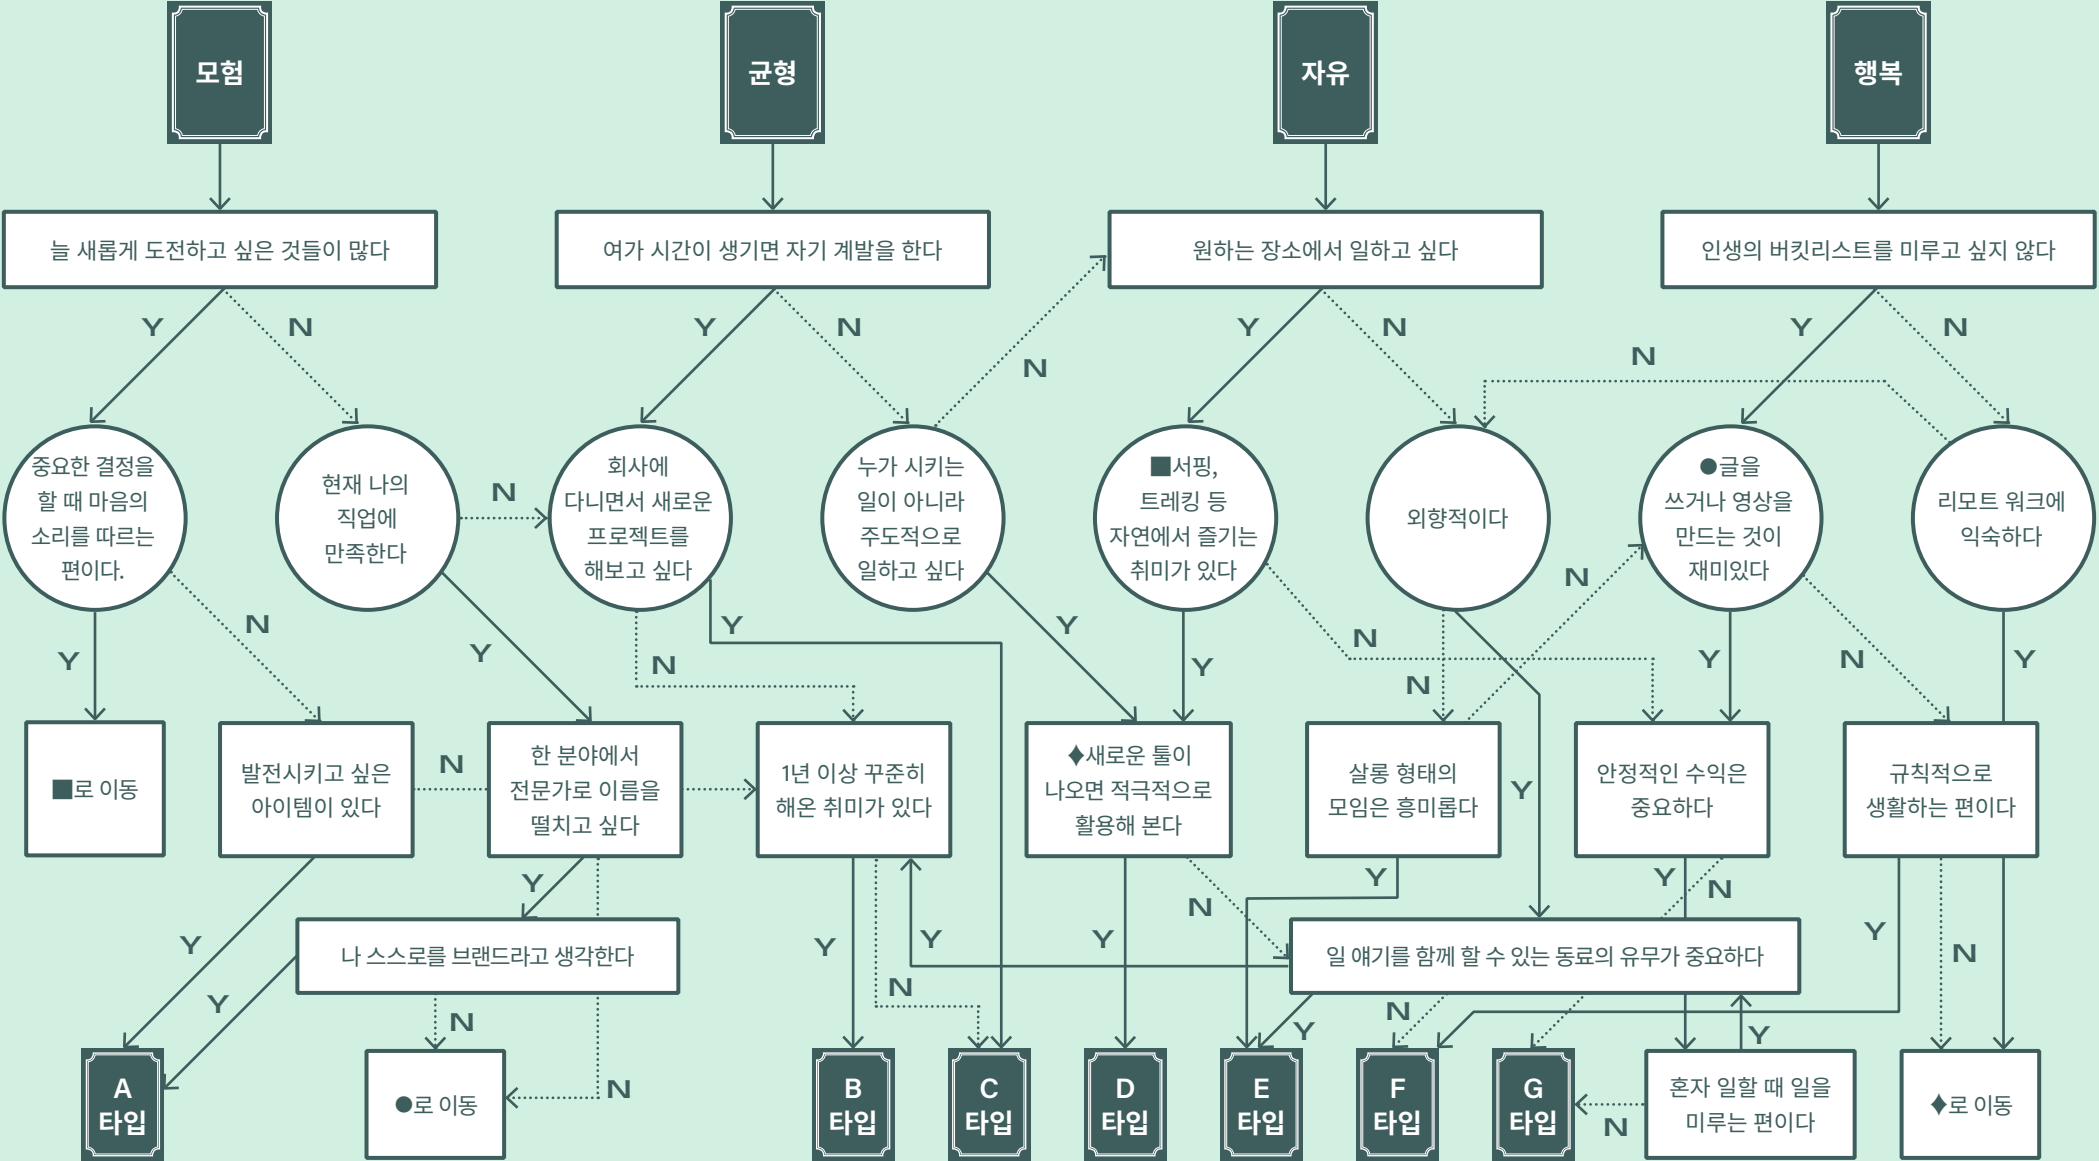 모험
균형
자유
행복
늘 새롭게 도전하고 싶은 것들이 많다
여가 시간이 생기면 자기 계발을 한다
원하는 장소에서 일하고 싶다
인생의 버킷리스트를 미루고 싶지 않다
Y
N
Y
N
N
Y
N
N
Y
N
중요한 결정을
할 때 마음의
소리를 따르는
편이다.
현재 나의
직업에
만족한다
N
회사에
다니면서 새로운
프로젝트를
해보고 싶다
누가 시키는
일이 아니라
주도적으로
일하고 싶다
■서핑,
트레킹 등
자연에서 즐기는
취미가 있다
외향적이다
●글을
쓰거나 영상을
만드는 것이
재미있다
리모트 워크에
익숙하다
Y
N
Y
N
Y
Y
Y
N
N
N
Y
N
Y
■로 이동
발전시키고 싶은
아이템이 있다
N
한 분야에서
전문가로 이름을
떨치고 싶다
1년 이상 꾸준히
해온 취미가 있다
♦새로운 툴이
나오면 적극적으로
활용해 본다
살롱 형태의
모임은 흥미롭다
Y
안정적인 수익은
중요하다
규칙적으로
생활하는 편이다
Y
Y
N
Y
Y
Y
N
Y
N
Y
N
나 스스로를 브랜드라고 생각한다
일 얘기를 함께 할 수 있는 동료의 유무가 중요하다
Y
N
N
Y
N
Y
N
A
타입
●로 이동
B
타입
C
타입
D
타입
E
타입
F
타입
G
타입
N
혼자 일할 때 일을
미루는 편이다
♦로 이동